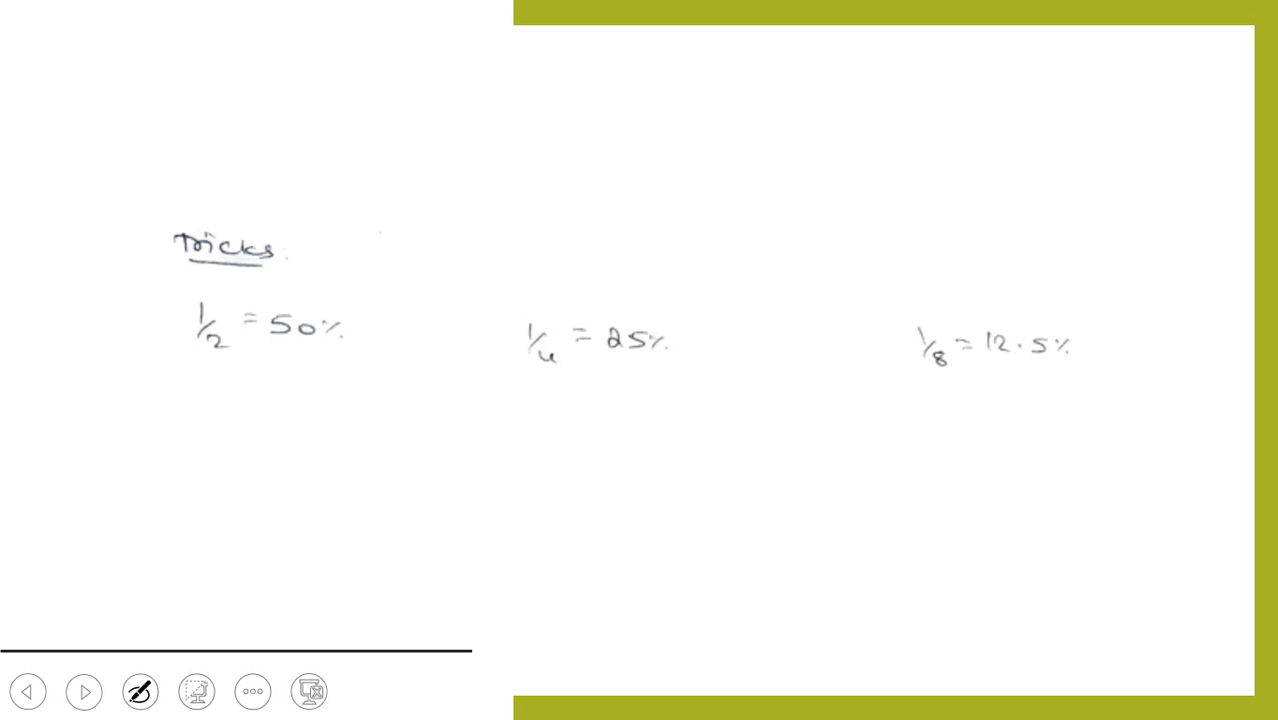 Tricks
1/2 = 50%
1/4 = 25%
1/8 = 12.5%